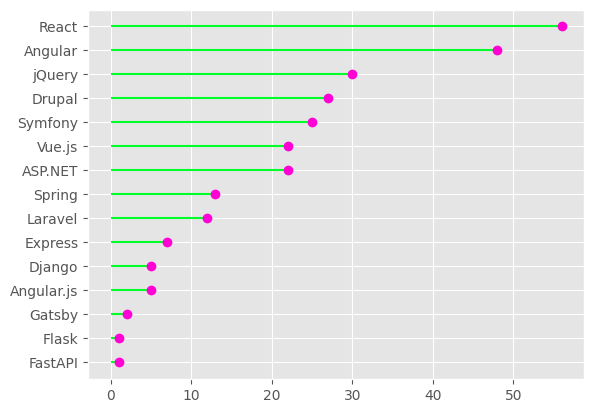 React
Angular
jQuery
Drupal
Symfony
Vue.js
ASP.NET
Spring
Laravel
Express
Django
Angular.js
Gatsby
Flask
FastAPI
0 10 20 30 40 50